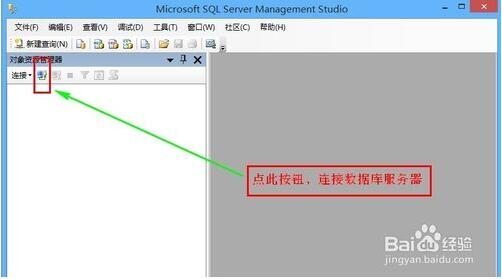 Microsoft SQL Server Management Studio
文件(F) 编辑(E) 查看(V) 调试(D) 工具(T) 窗口(W) 社区(C) 帮助(H)
新建查询(N)
对象资源管理器
连接
点此按钮，连接数据库服务器
Baidu经验
jingyan.baidu.com